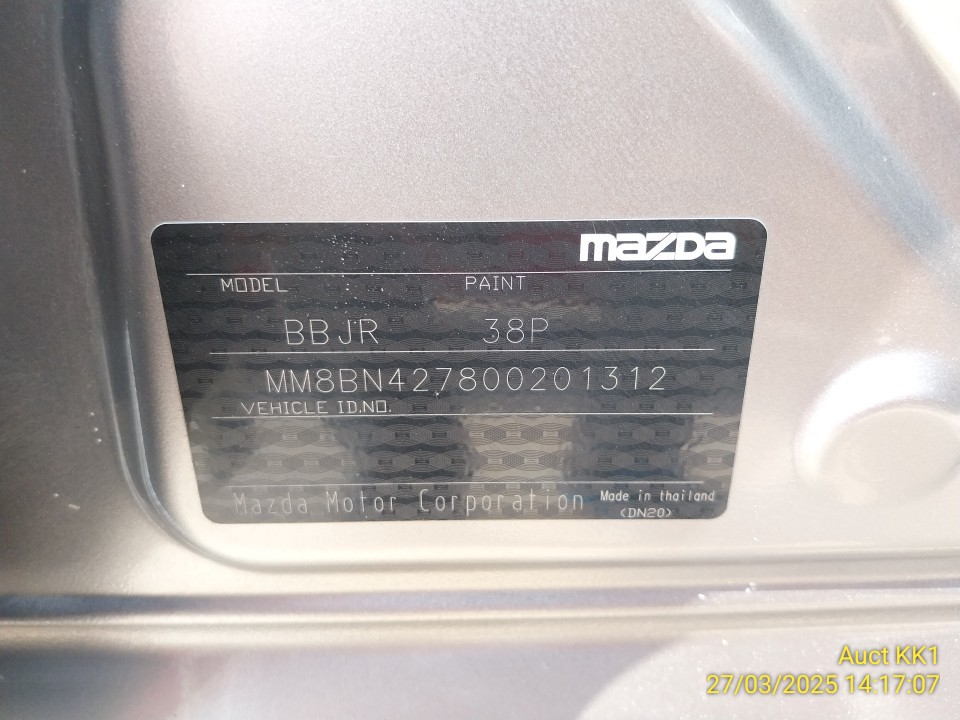 mazda
MODEL PAINT
BBJR 38P
MM8BN427800201312
VEHICLE ID.NO.
Mazda Motor Corporation Made in thailand
(DN20)
Auct KK1
27/03/2025 14:17:07